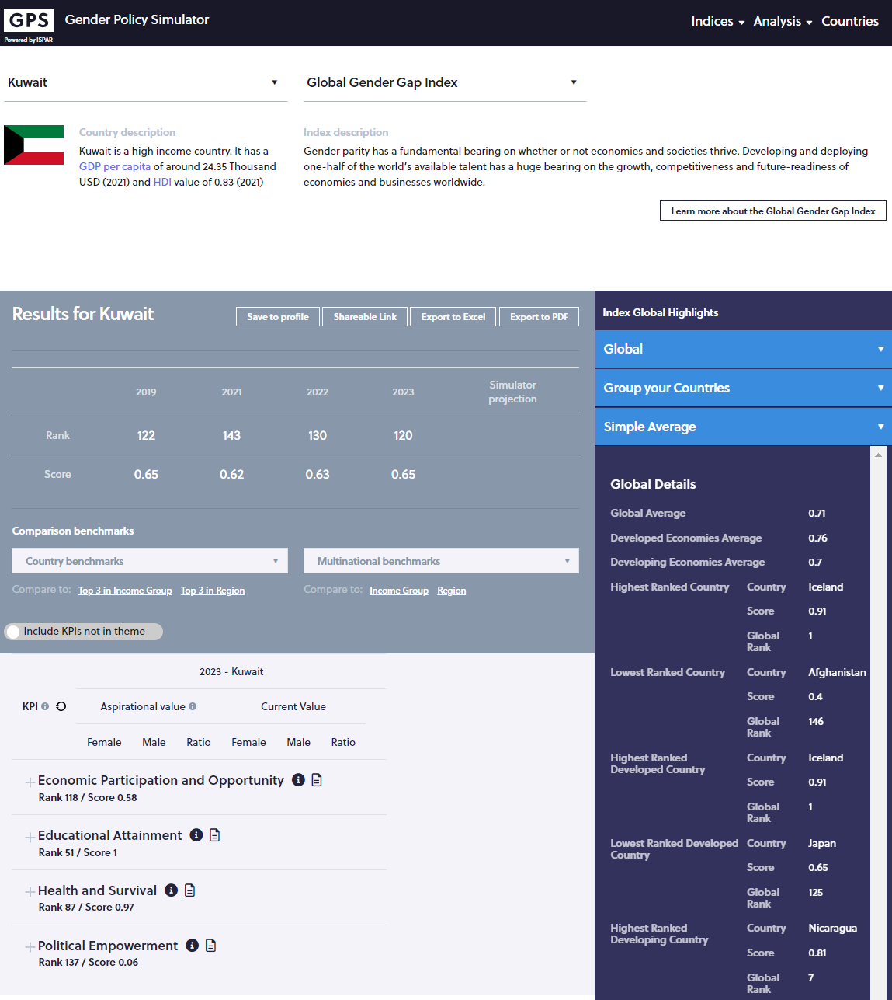 GPS
Powered by ISPAR
Gender Policy Simulator
Indices
Analysis
Countries
Kuwait
Global Gender Gap Index
Country description
Kuwait is a high income country. It has a
GDP per capita of around 24.35 Thousand
USD (2021) and HDI value of 0.83 (2021)
Index description
Gender parity has a fundamental bearing on whether or not economies and societies thrive. Developing and deploying
one-half of the world's available talent has a huge bearing on the growth, competitiveness and future-readiness of
economies and businesses worldwide.
Learn more about the Global Gender Gap Index
Results for Kuwait
Save to profile
Shareable Link
Export to Excel
Export to PDF
2019 2021 2022 2023 Simulator projection
Rank 122 143 130 120
Score 0.65 0.62 0.63 0.65
Comparison benchmarks
Country benchmarks
Multinational benchmarks
Compare to: Top 3 in Income Group Top 3 in Region
Compare to: Income Group Region
Include KPIs not in theme
2023 - Kuwait
KPI Aspirational value Current Value
Female Male Ratio Female Male Ratio
Economic Participation and Opportunity
Rank 118 / Score 0.58
Educational Attainment
Rank 51 / Score 1
Health and Survival
Rank 87 / Score 0.97
Political Empowerment
Rank 137 / Score 0.06
Index Global Highlights
Global
Group your Countries
Simple Average
Global Details
Global Average 0.71
Developed Economies Average 0.76
Developing Economies Average 0.7
Highest Ranked Country Country Iceland
Score 0.91
Global Rank 1
Lowest Ranked Country Country Afghanistan
Score 0.4
Global Rank 146
Highest Ranked Developed Country Country Iceland
Score 0.91
Global Rank 1
Lowest Ranked Developed Country Country Japan
Score 0.65
Global Rank 125
Highest Ranked Developing Country Country Nicaragua
Score 0.81
Global Rank 7